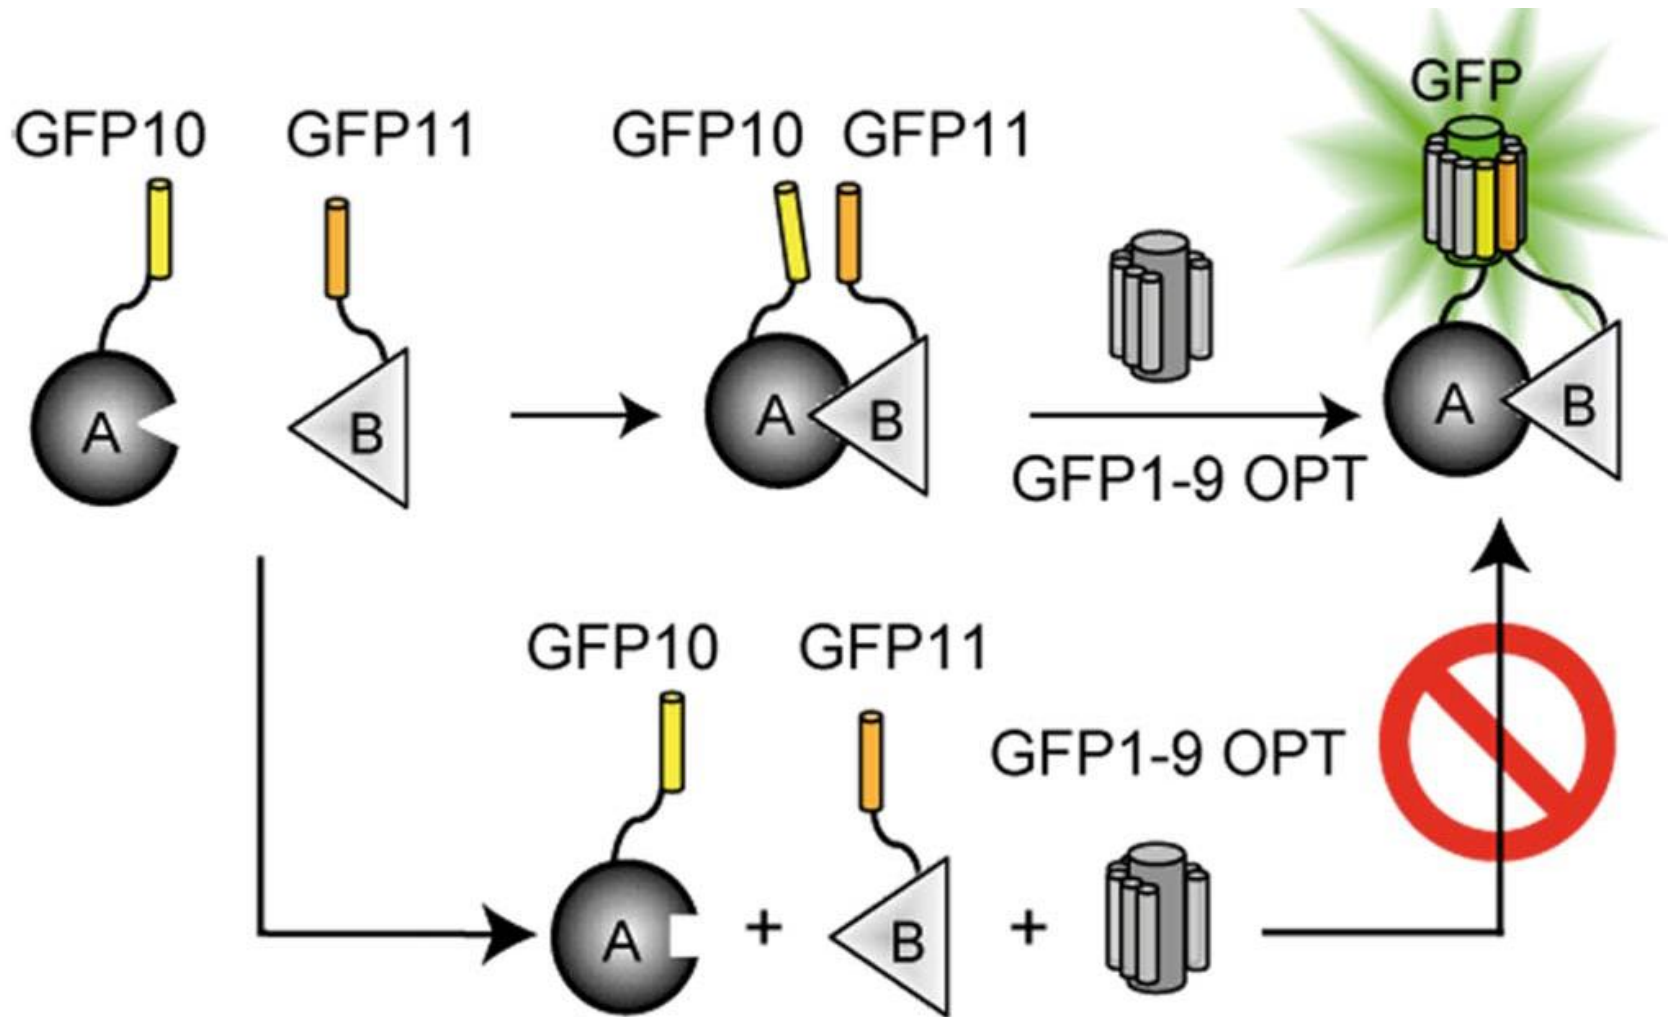 GFP
GFP10 GFP11 GFP10 GFP11
A B A B A B
GFP1-9 OPT
GFP10 GFP11
GFP1-9 OPT
A + B +